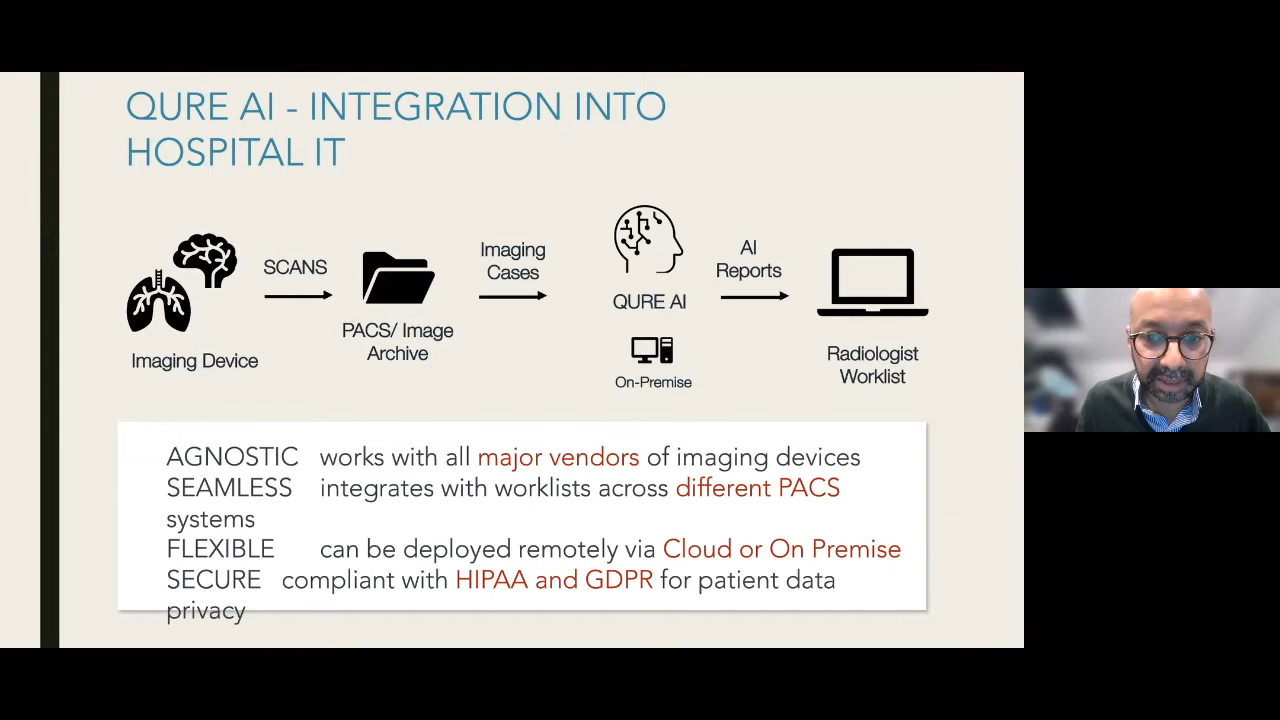 QURE AI - INTEGRATION INTO
HOSPITAL IT
SCANS
Imaging
Cases
AI
Reports
QURE AI
PACS/ Image
Archive
Imaging Device
On-Premise
Radiologist
Worklist
AGNOSTIC works with all major vendors of imaging devices
SEAMLESS integrates with worklists across different PACS
systems
FLEXIBLE can be deployed remotely via Cloud or On Premise
SECURE compliant with HIPAA and GDPR for patient data
privacy